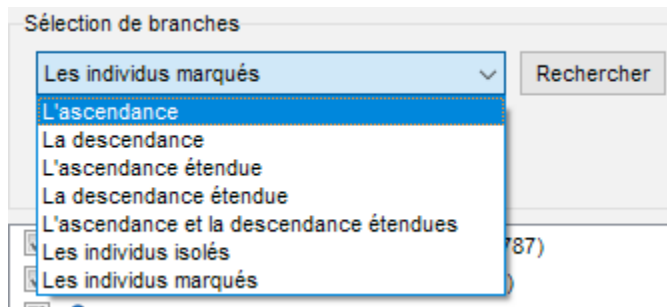 Sélection de branches
Les individus marqués
Rechercher
L'ascendance
La descendance
L'ascendance étendue
La descendance étendue
L'ascendance et la descendance étendues
Les individus isolés
787)
Les individus marqués
)